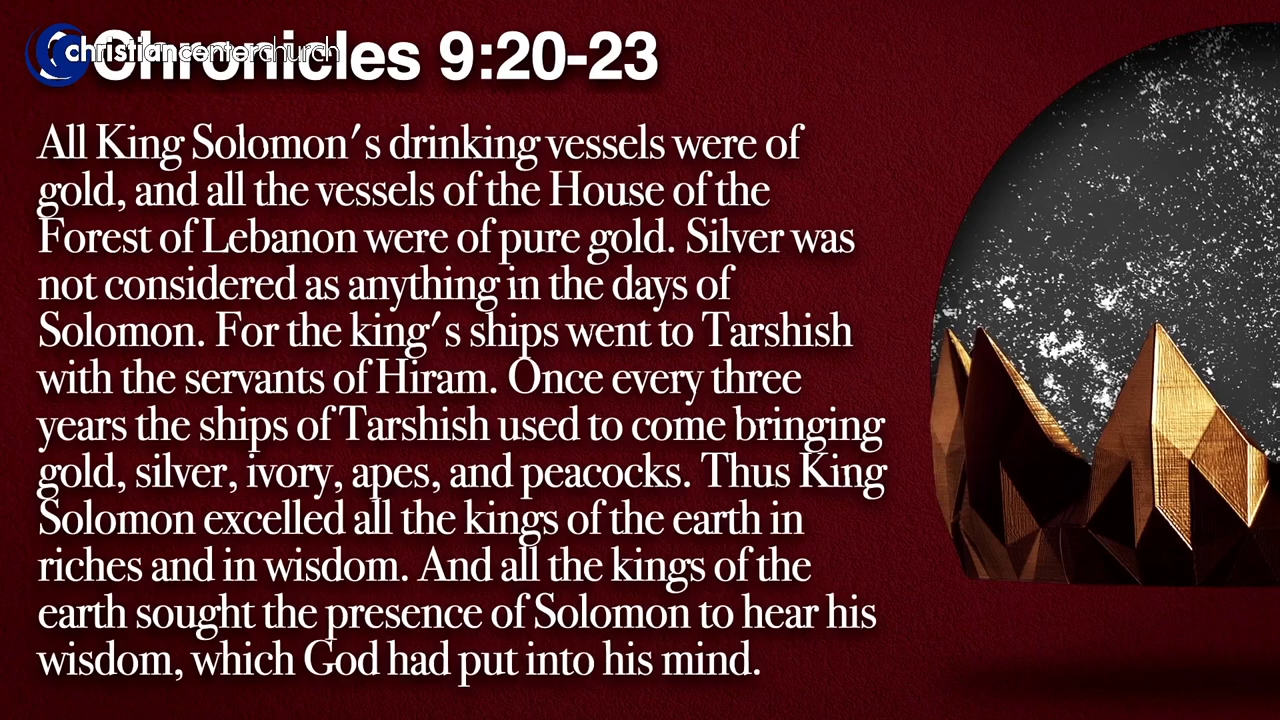 christiancenterchurch
Chronicles 9:20-23
All King Solomon's drinking vessels were of
gold, and all the vessels of the House of the
Forest of Lebanon were of pure gold. Silver was
not considered as anything in the days of
Solomon. For the king's ships went to Tarshish
with the servants of Hiram. Once every three
years the ships of Tarshish used to come bringing
gold, silver, ivory, apes, and peacocks. Thus King
Solomon excelled all the kings of the earth in
riches and in wisdom. And all the kings of the
earth sought the presence of Solomon to hear his
wisdom, which God had put into his mind.